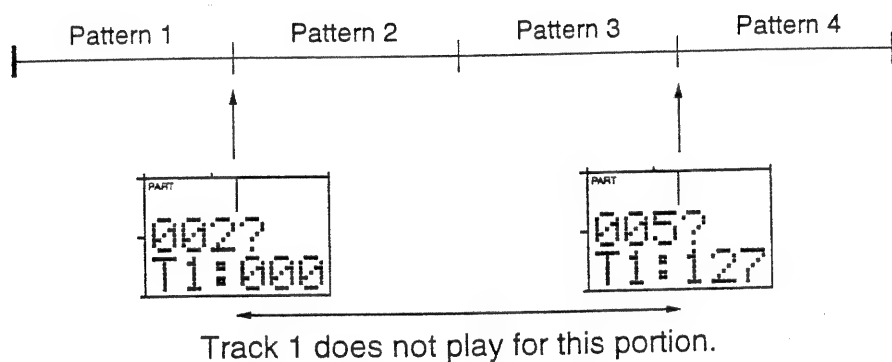 Pattern 1 Pattern 2 Pattern 3 Pattern 4
PART PART
002? 005?
T1:000 T1:127
Track 1 does not play for this portion.